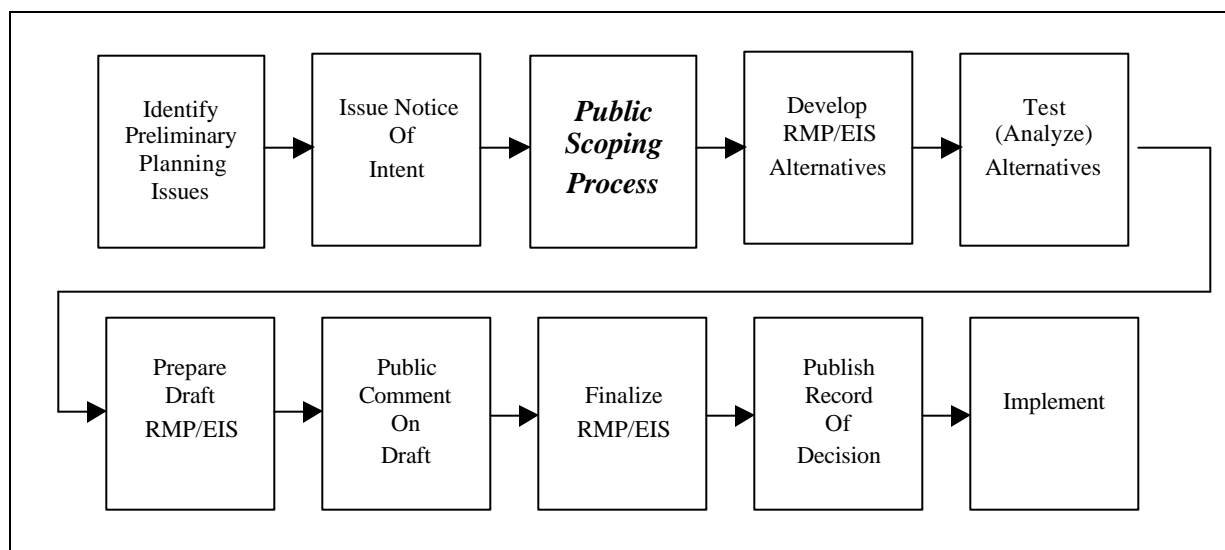 Identify
Preliminary
Planning
Issues
Issue Notice
Of
Intent
Public
Scoping
Process
Develop
RMP/EIS
Alternatives
Test
(Analyze)
Alternatives
Prepare
Draft
RMP/EIS
Public
Comment
On
Draft
Finalize
RMP/EIS
Publish
Record
Of
Decision
Implement